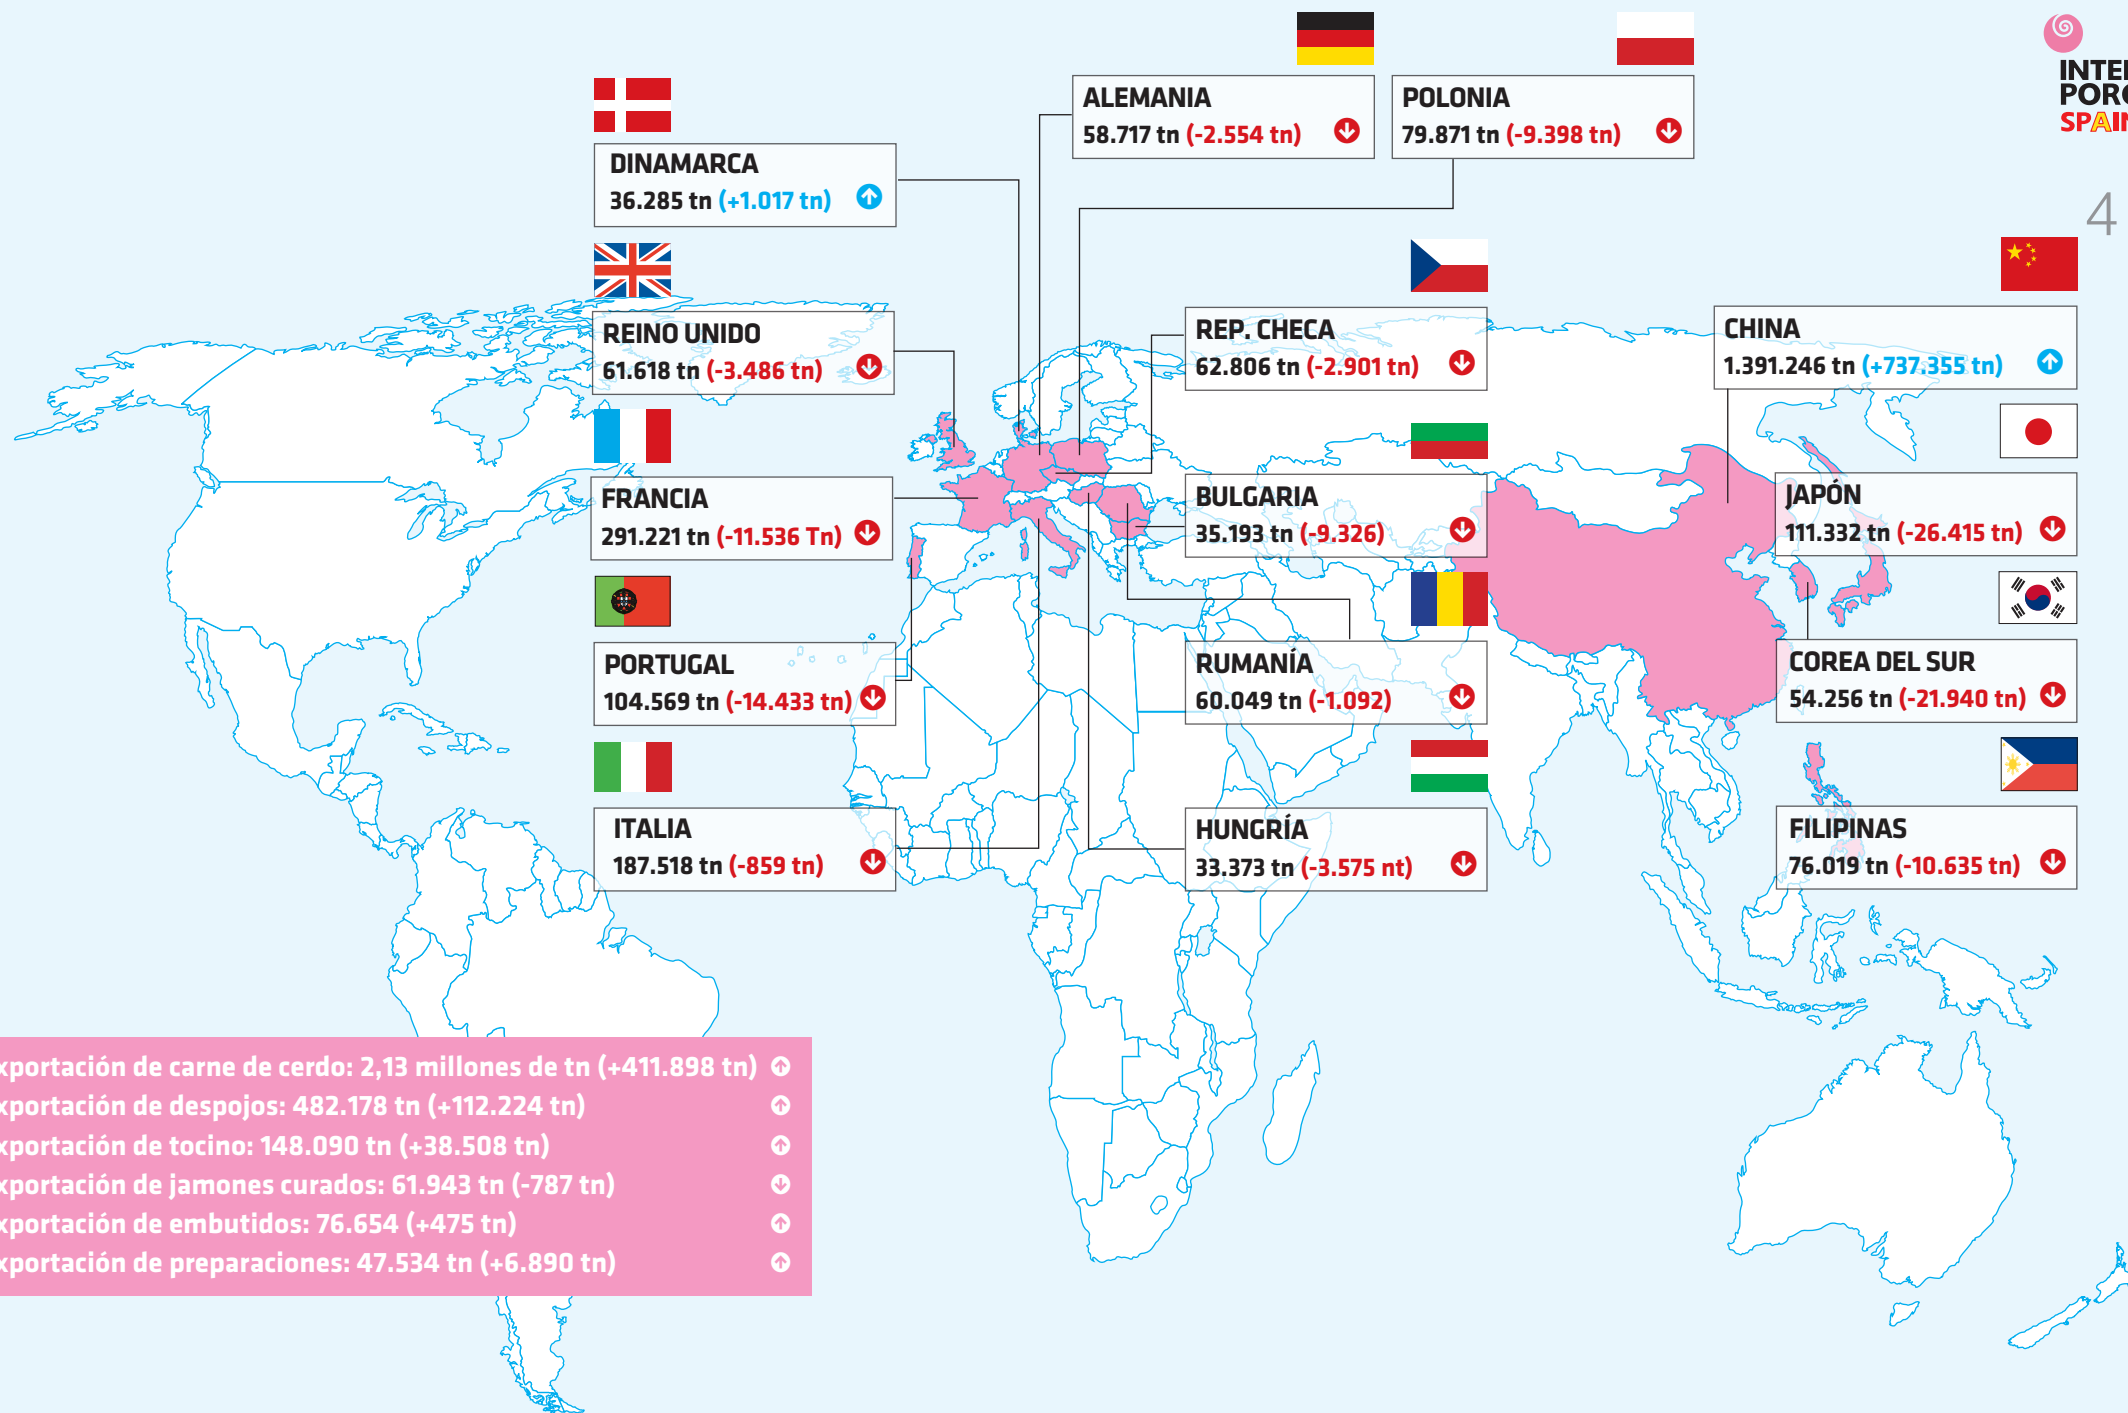 INTER
PORC
SPAIN
4
ALEMANIA
58.717 tn (-2.554 tn)
POLONIA
79.871 tn (-9.398 tn)
DINAMARCA
36.285 tn (+1.017 tn)
REINO UNIDO
61.618 tn (-3.486 tn)
REP. CHECA
62.806 tn (-2.901 tn)
CHINA
1.391.246 tn (+737.355 tn)
FRANCIA
291.221 tn (-11.536 Tn)
BULGARIA
35.193 tn (-9.326)
JAPÓN
111.332 tn (-26.415 tn)
PORTUGAL
104.569 tn (-14.433 tn)
RUMANÍA
60.049 tn (-1.092)
COREA DEL SUR
54.256 tn (-21.940 tn)
ITALIA
187.518 tn (-859 tn)
HUNGRÍA
33.373 tn (-3.575 nt)
FILIPINAS
76.019 tn (-10.635 tn)
xportación de carne de cerdo: 2,13 millones de tn (+411.898 tn)
xportación de despojos: 482.178 tn (+112.224 tn)
xportación de tocino: 148.090 tn (+38.508 tn)
xportación de jamones curados: 61.943 tn (-787 tn)
xportación de embutidos: 76.654 (+475 tn)
xportación de preparaciones: 47.534 tn (+6.890 tn)